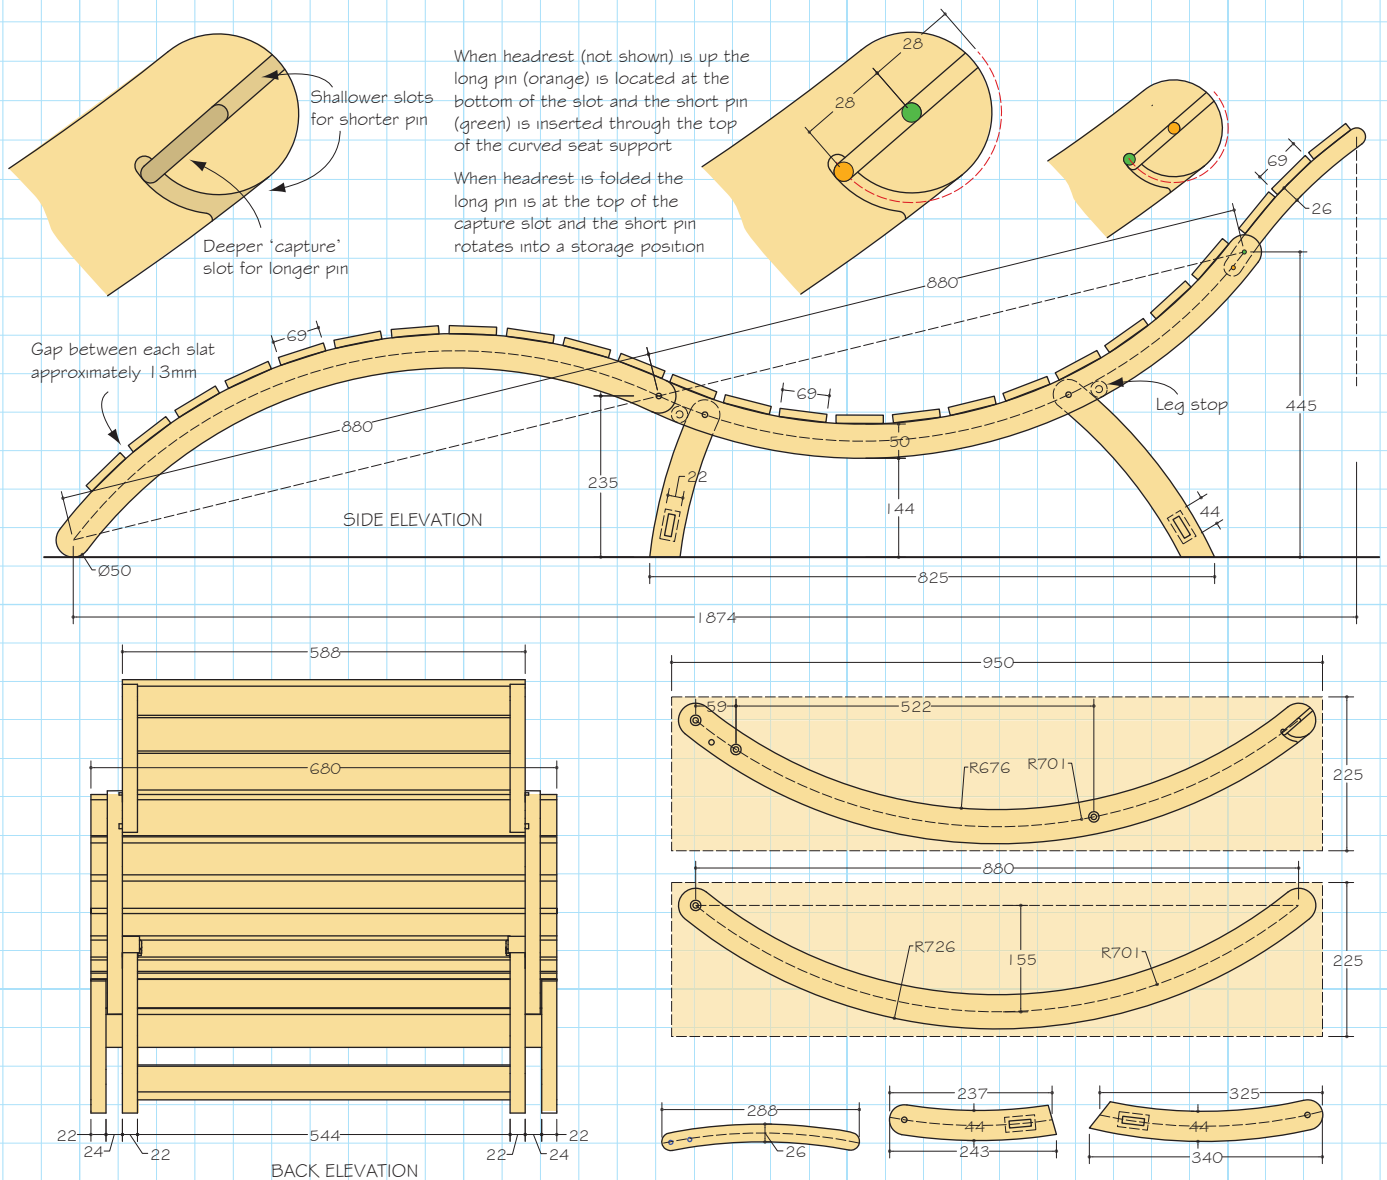 Shallower slots
for shorter pin
Deeper 'capture'
slot for longer pin
When headrest (not shown) is up the
long pin (orange) is located at the
bottom of the slot and the short pin
(green) is inserted through the top
of the curved seat support
When headrest is folded the
long pin is at the top of the
capture slot and the short pin
rotates into a storage position
28
28
69
26
880
69
Gap between each slat
approximately 13mm
880
69
Leg stop
445
50
235
22
144
44
SIDE ELEVATION
Ø50
825
1874
588
680
22
24
22
544
22
24
22
BACK ELEVATION
950
59
522
R676
R701
225
880
R726
155
R701
225
288
26
237
44
243
325
44
340